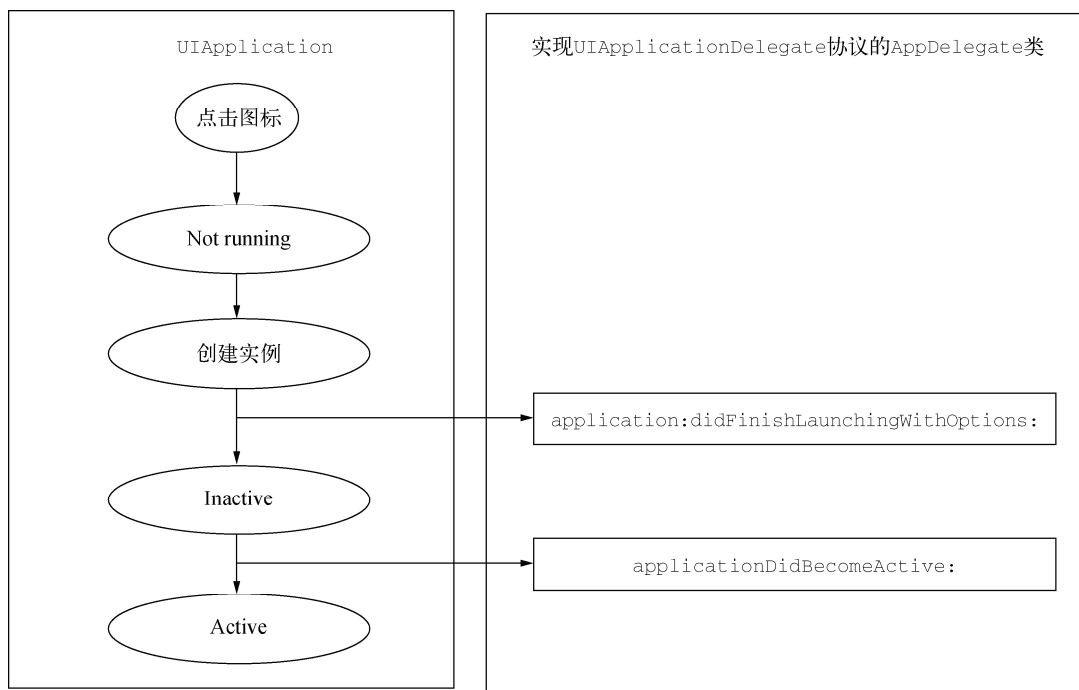 UIApplication
实现UIApplicationDelegate协议的AppDelegate类
点击图标
Not running
创建实例
application:didFinishLaunchingWithOptions:
Inactive
applicationDidBecomeActive:
Active